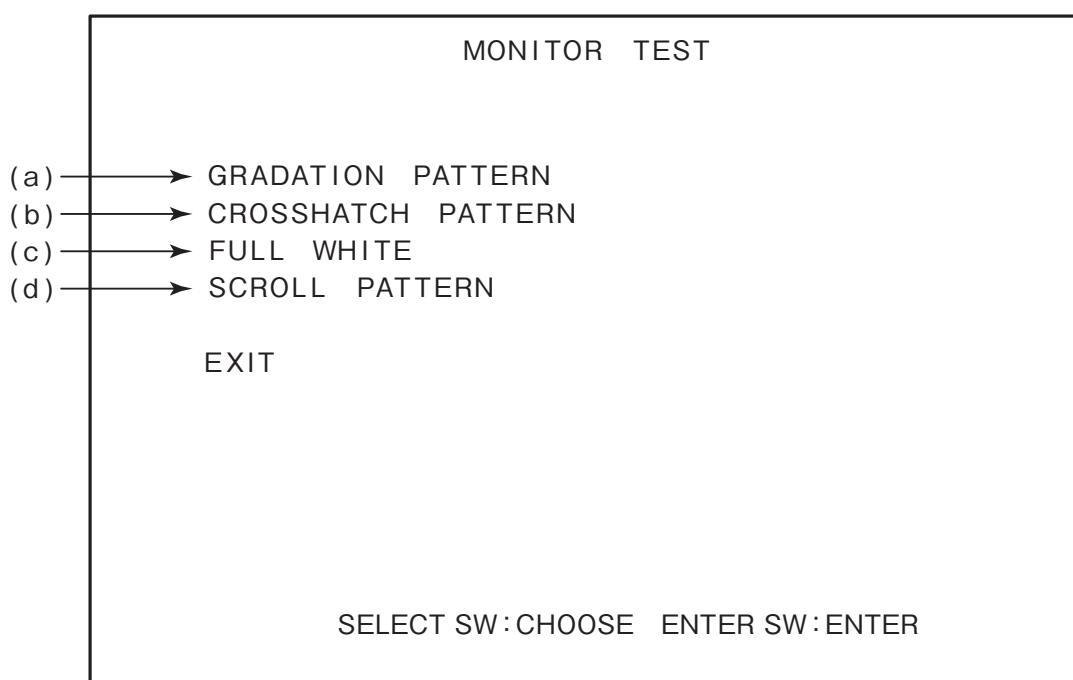 MONITOR TEST
(a) GRADATION PATTERN
(b) CROSSHATCH PATTERN
(c) FULL WHITE
(d) SCROLL PATTERN
EXIT
SELECT SW:CHOOSE ENTER SW:ENTER